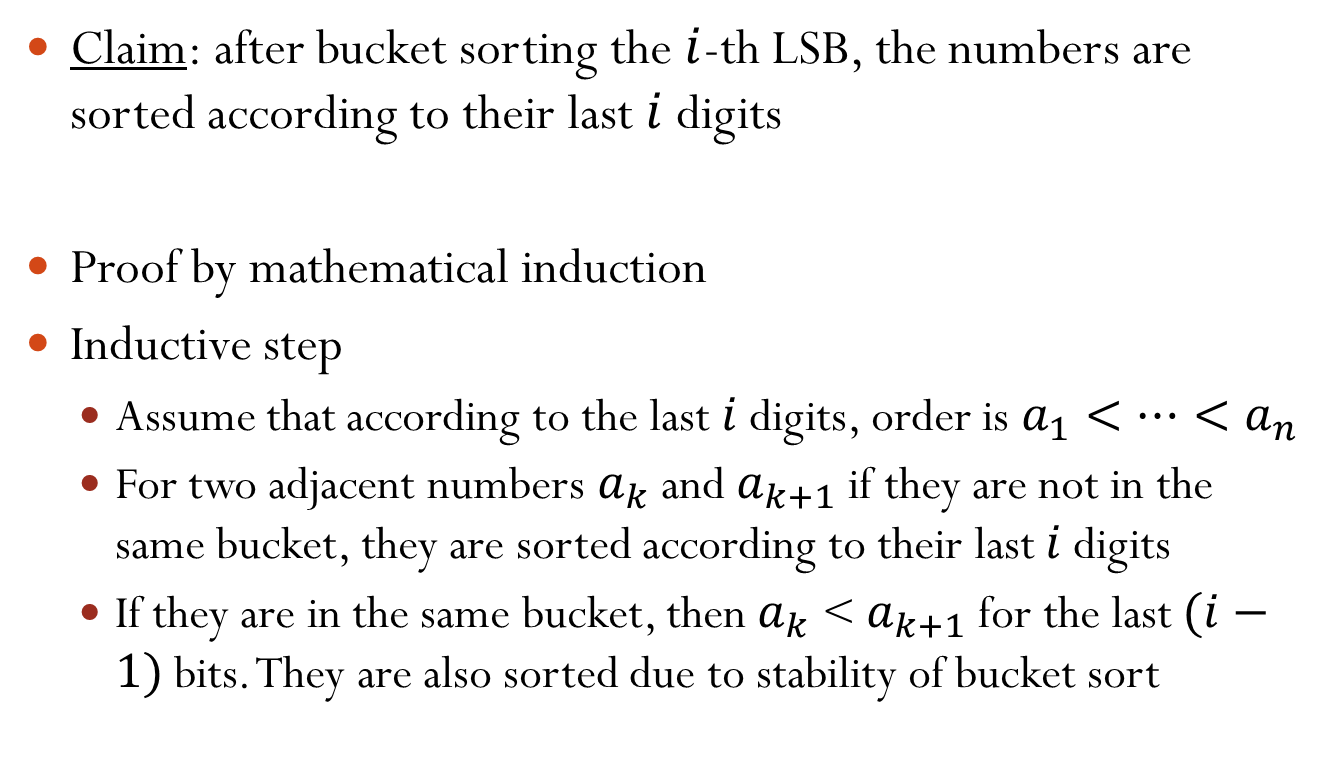 • Claim: after bucket sorting the i-th LSB, the numbers are
sorted according to their last i digits
• Proof by mathematical induction
• Inductive step
• Assume that according to the last i digits, order is a₁ < ⋯ < aₙ
• For two adjacent numbers aₖ and aₖ₊₁ if they are not in the
same bucket, they are sorted according to their last i digits
• If they are in the same bucket, then aₖ < aₖ₊₁ for the last (i −
1) bits. They are also sorted due to stability of bucket sort